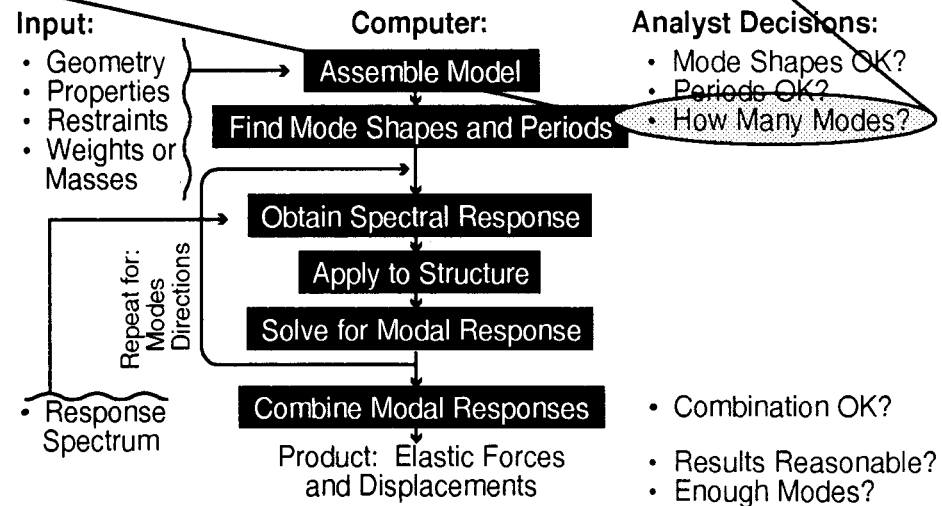 Input:
• Geometry
• Properties
• Restraints
• Weights or
Masses
• Response
Spectrum
Repeat for:
Modes
Directions
Computer:
Assemble Model
Find Mode Shapes and Periods
Obtain Spectral Response
Apply to Structure
Solve for Modal Response
Combine Modal Responses
Product: Elastic Forces
and Displacements
Analyst Decisions:
• Mode Shapes OK?
• Periods OK?
• How Many Modes?
• Combination OK?
• Results Reasonable?
• Enough Modes?